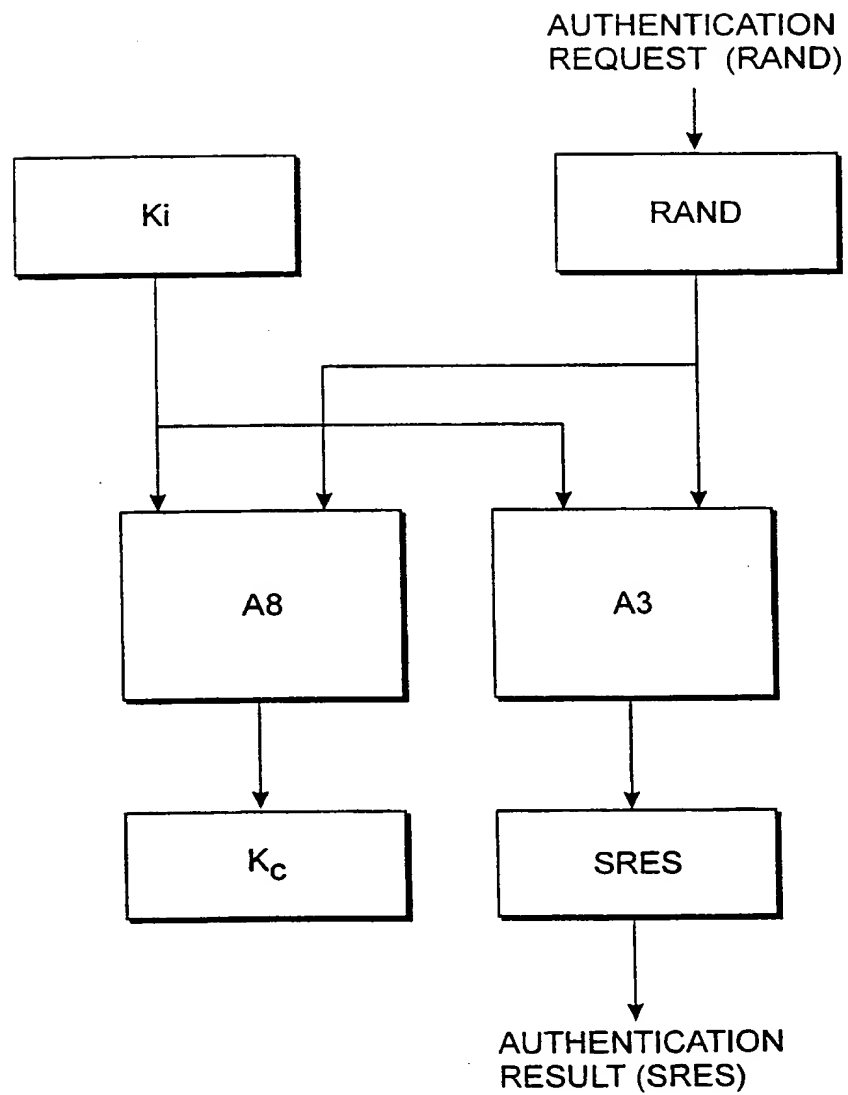 AUTHENTICATION
REQUEST (RAND)
Ki
RAND
A8
A3
Kc
SRES
AUTHENTICATION
RESULT (SRES)